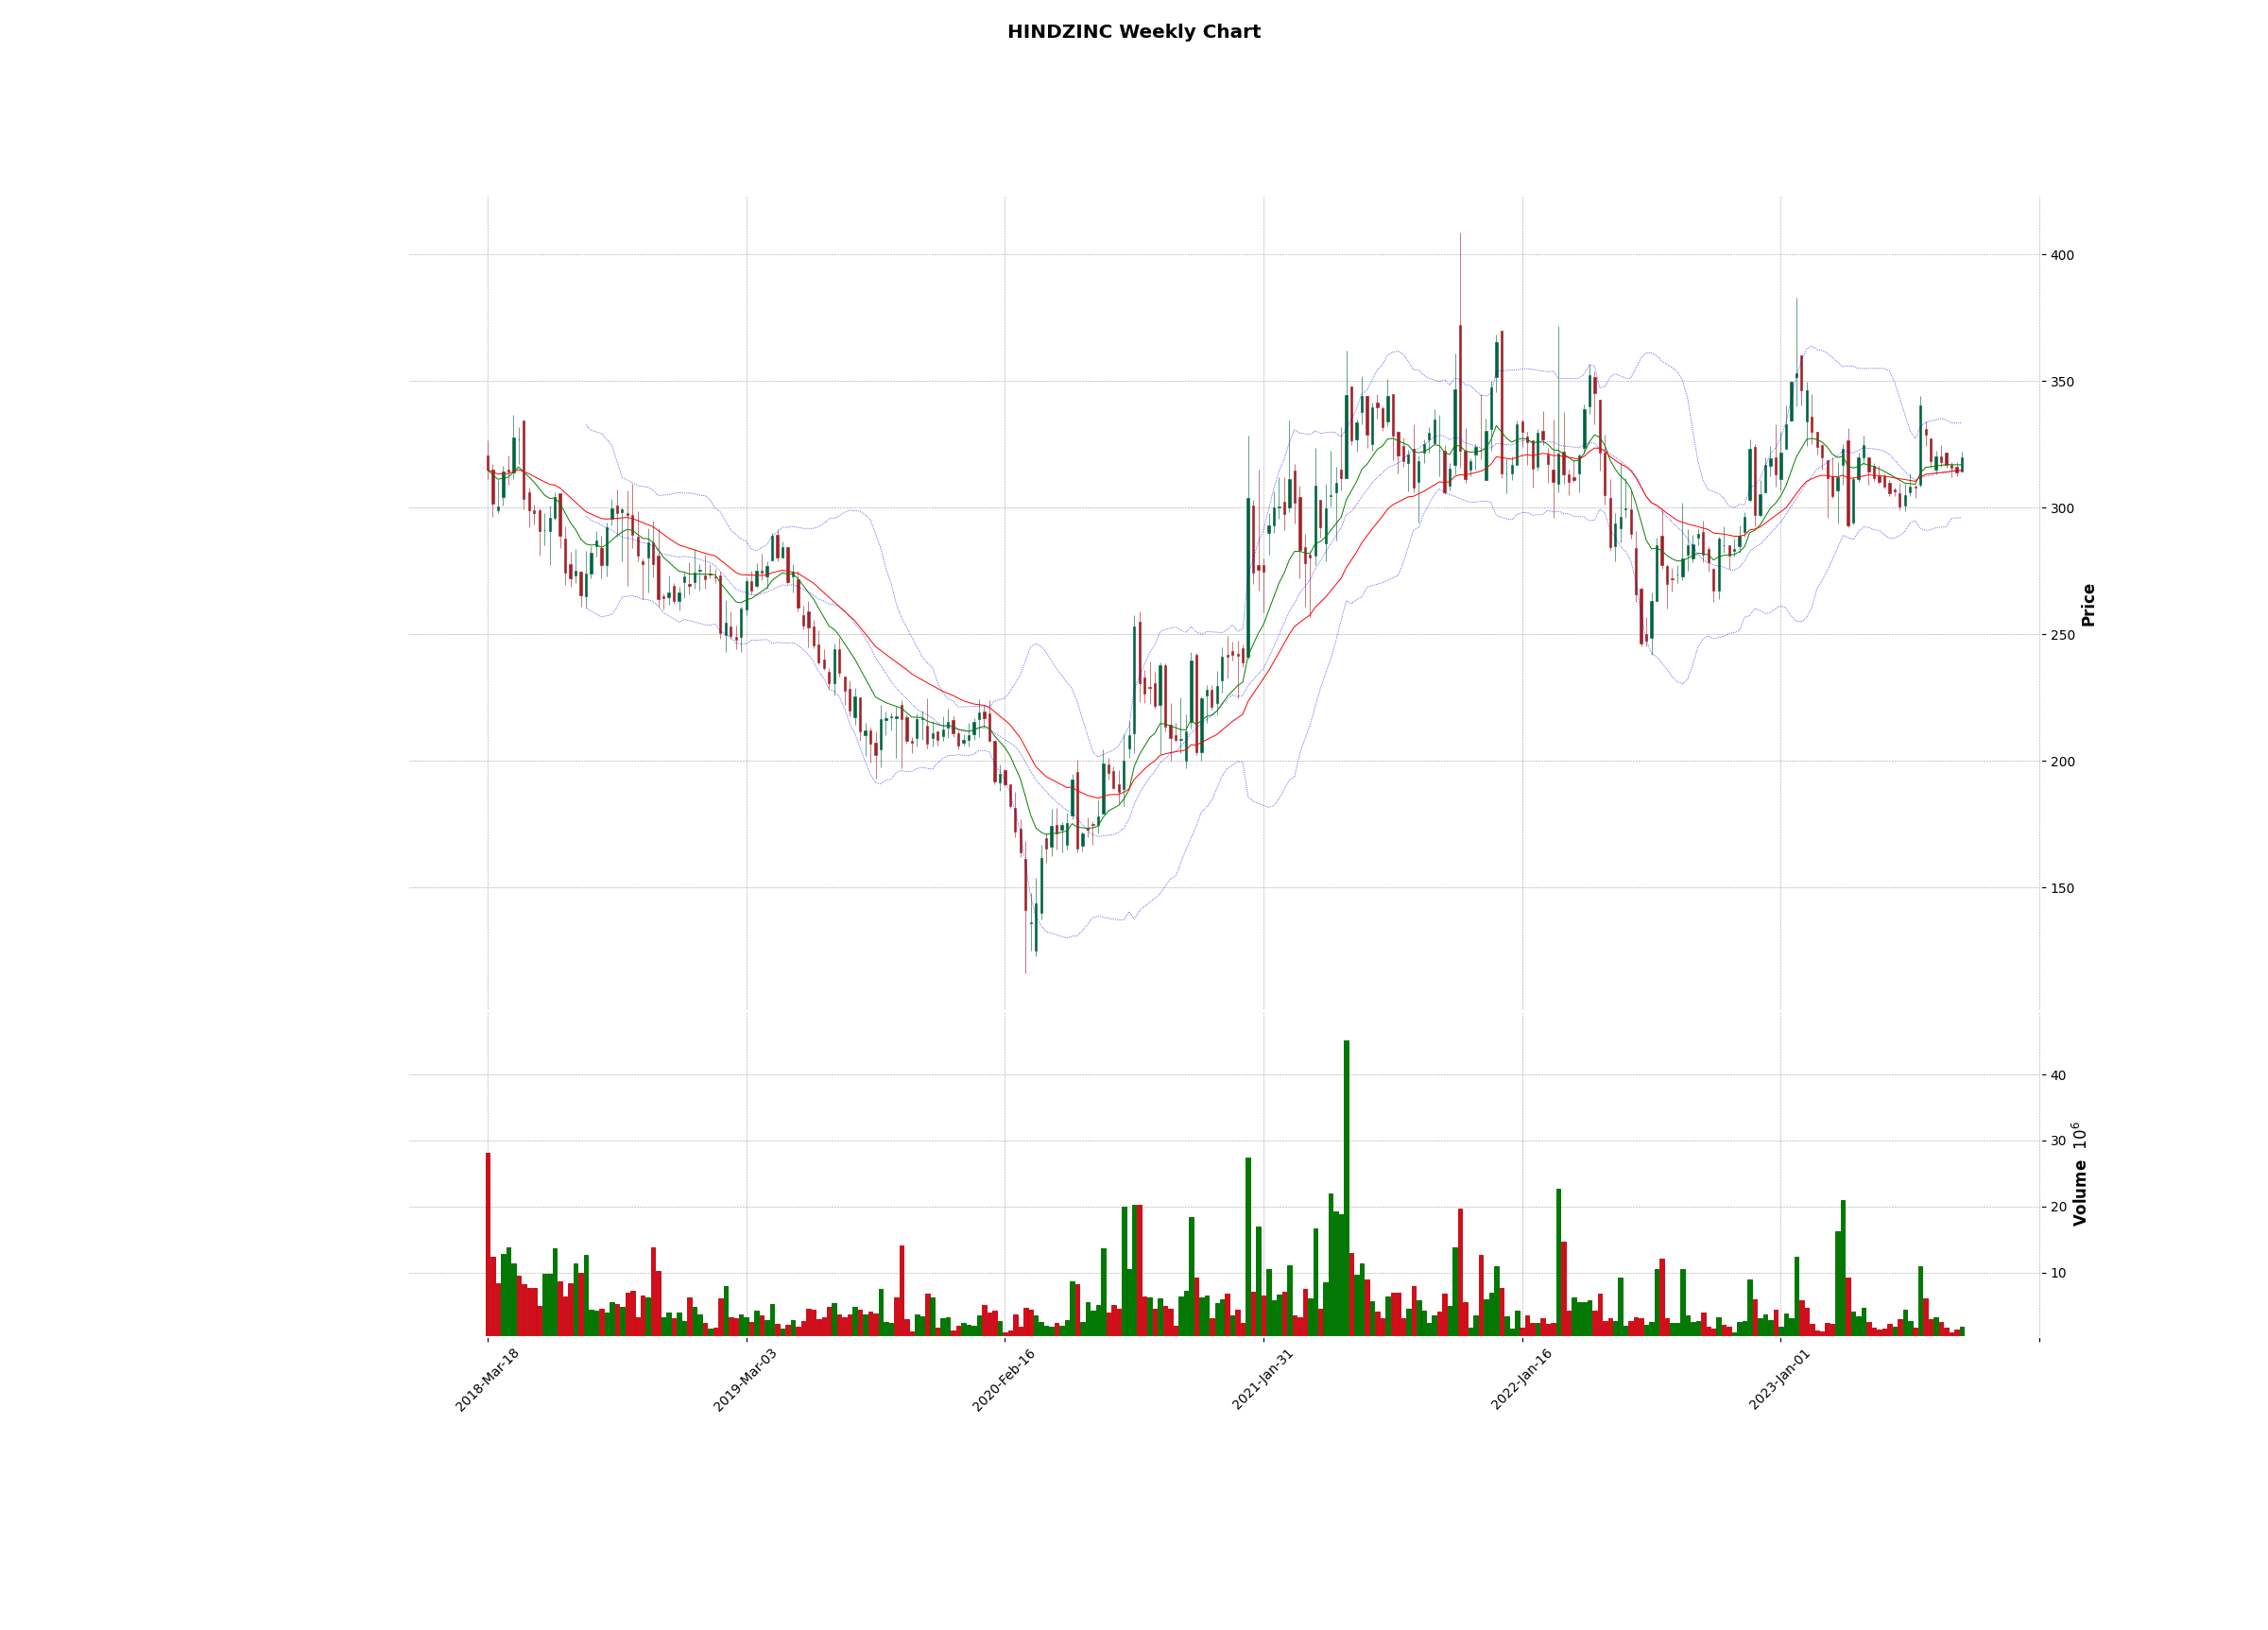 HINDZINC Weekly Chart
400
350
300
250
200
150
Price
40
30
20
10
Volume 10^6
2018-Mar-18
2019-Mar-03
2020-Feb-16
2021-Jan-31
2022-Jan-16
2023-Jan-01